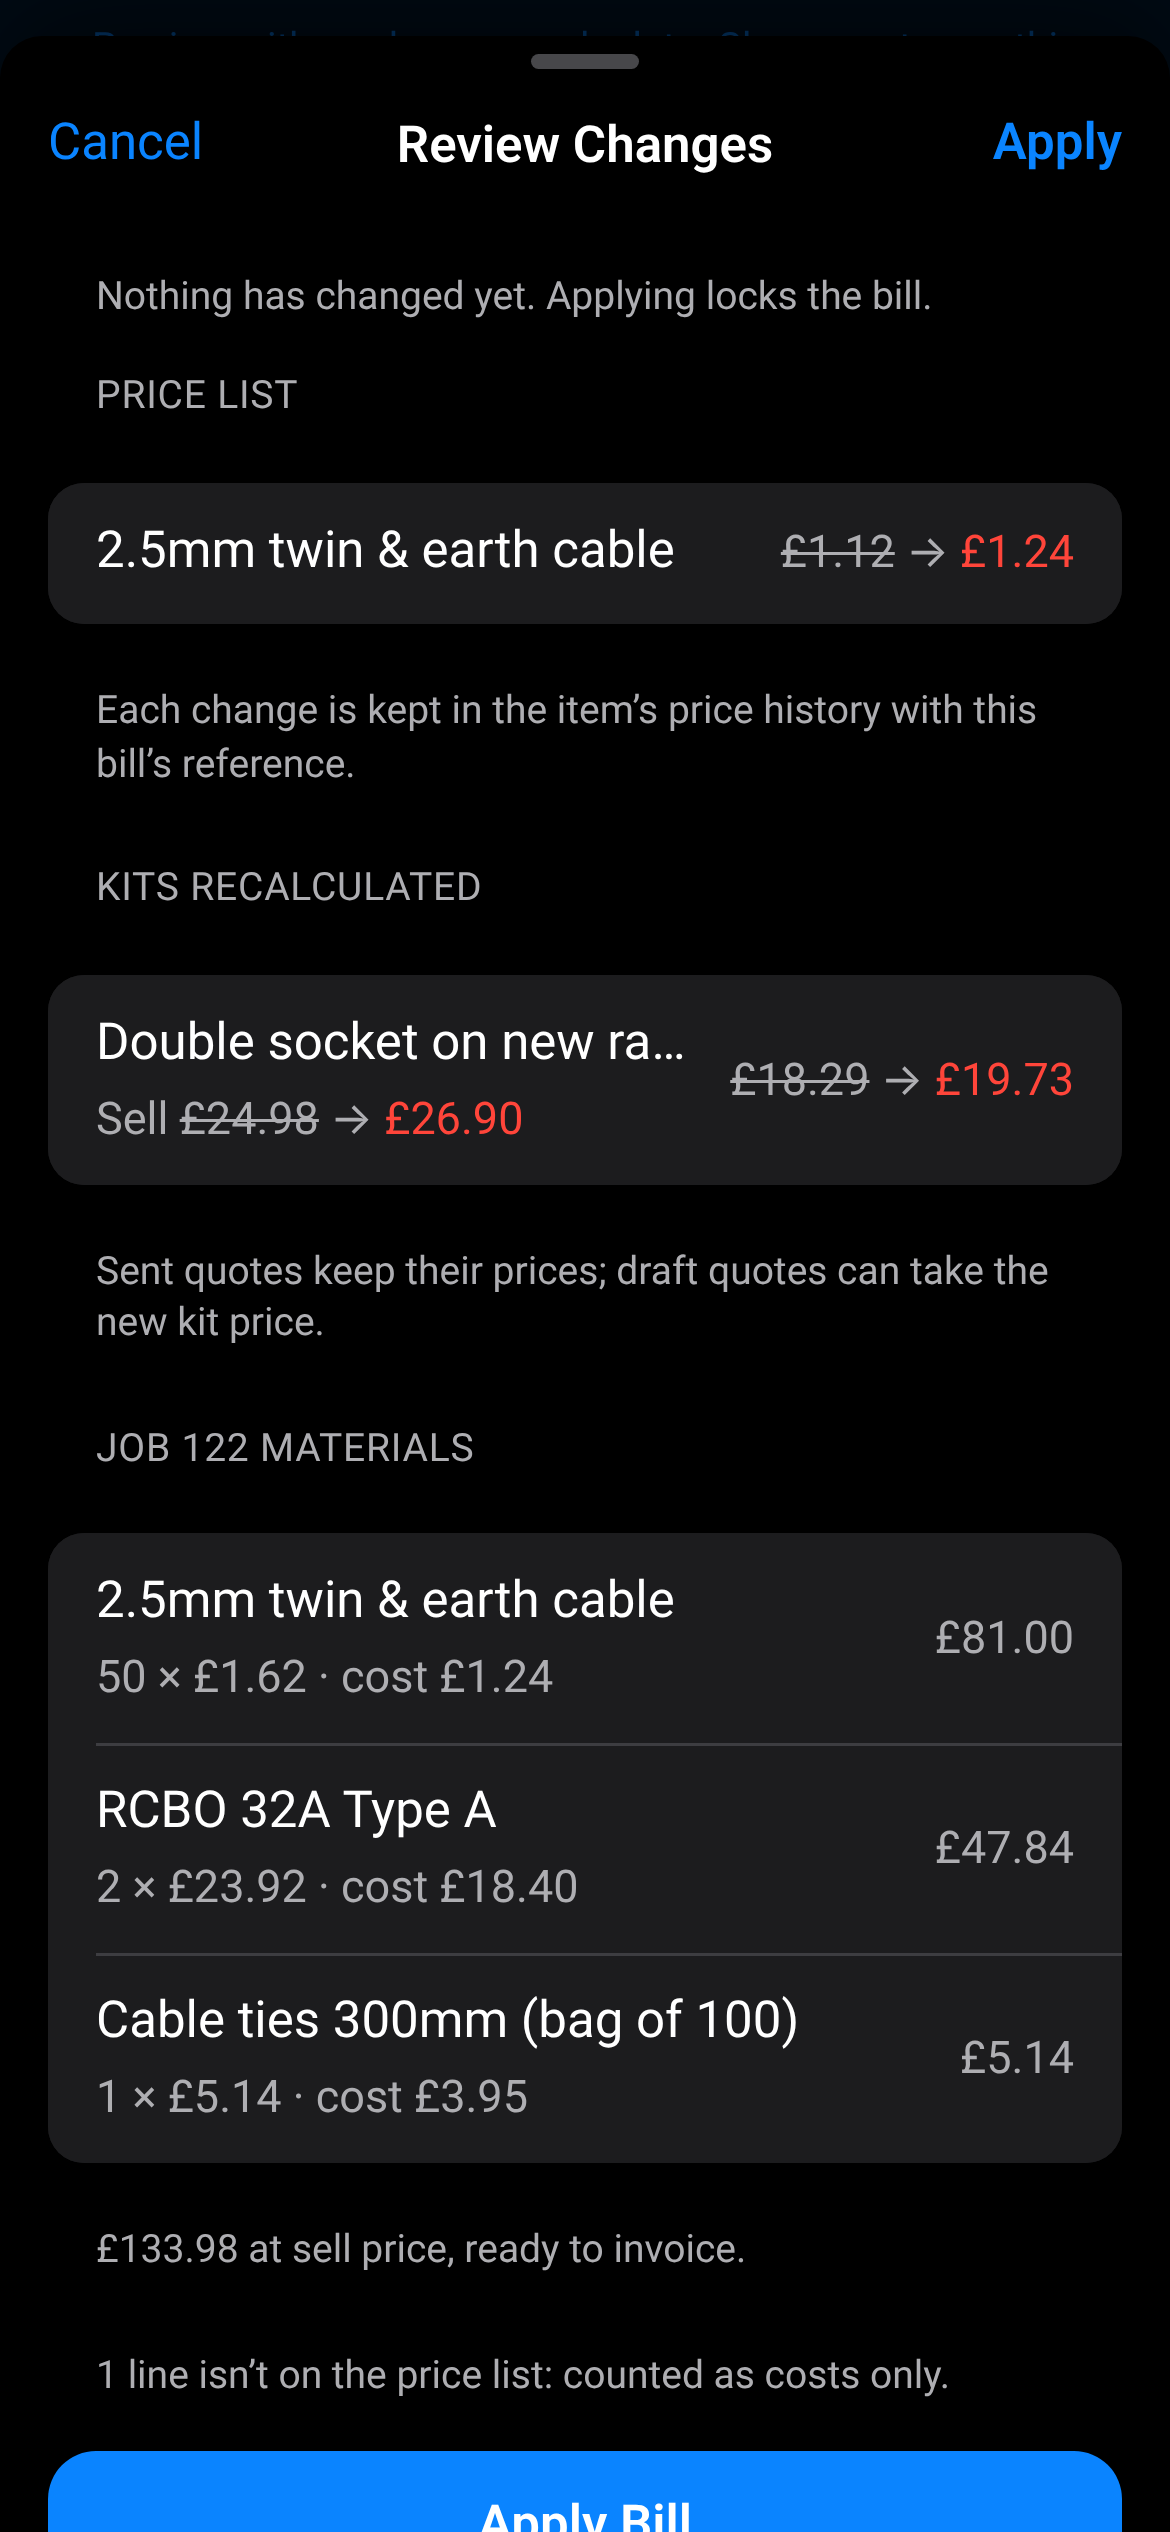 Cancel
Review Changes
Apply
Nothing has changed yet. Applying locks the bill.
PRICE LIST
2.5mm twin & earth cable
£1.12 → £1.24
Each change is kept in the item’s price history with this
bill’s reference.
KITS RECALCULATED
Double socket on new ra…
Sell £24.98 → £26.90
£18.29 → £19.73
Sent quotes keep their prices; draft quotes can take the
new kit price.
JOB 122 MATERIALS
2.5mm twin & earth cable
50 × £1.62 · cost £1.24
£81.00
RCBO 32A Type A
2 × £23.92 · cost £18.40
£47.84
Cable ties 300mm (bag of 100)
1 × £5.14 · cost £3.95
£5.14
£133.98 at sell price, ready to invoice.
1 line isn’t on the price list: counted as costs only.
Apply Bill